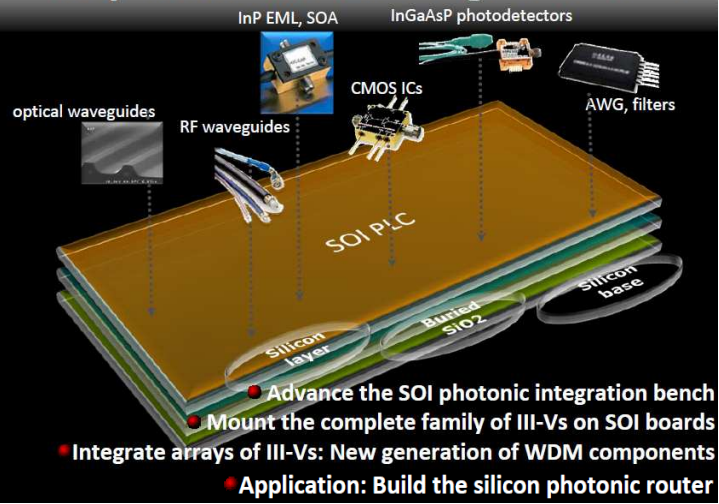 InP EML, SOA
InGaAsP photodetectors
CMOS ICs
AWG, filters
optical waveguides
RF waveguides
SOI PLC
Silicon
layer
Buried
SiO2
Silicon
base
Advance the SOI photonic integration bench
Mount the complete family of III-Vs on SOI boards
Integrate arrays of III-Vs: New generation of WDM components
Application: Build the silicon photonic router